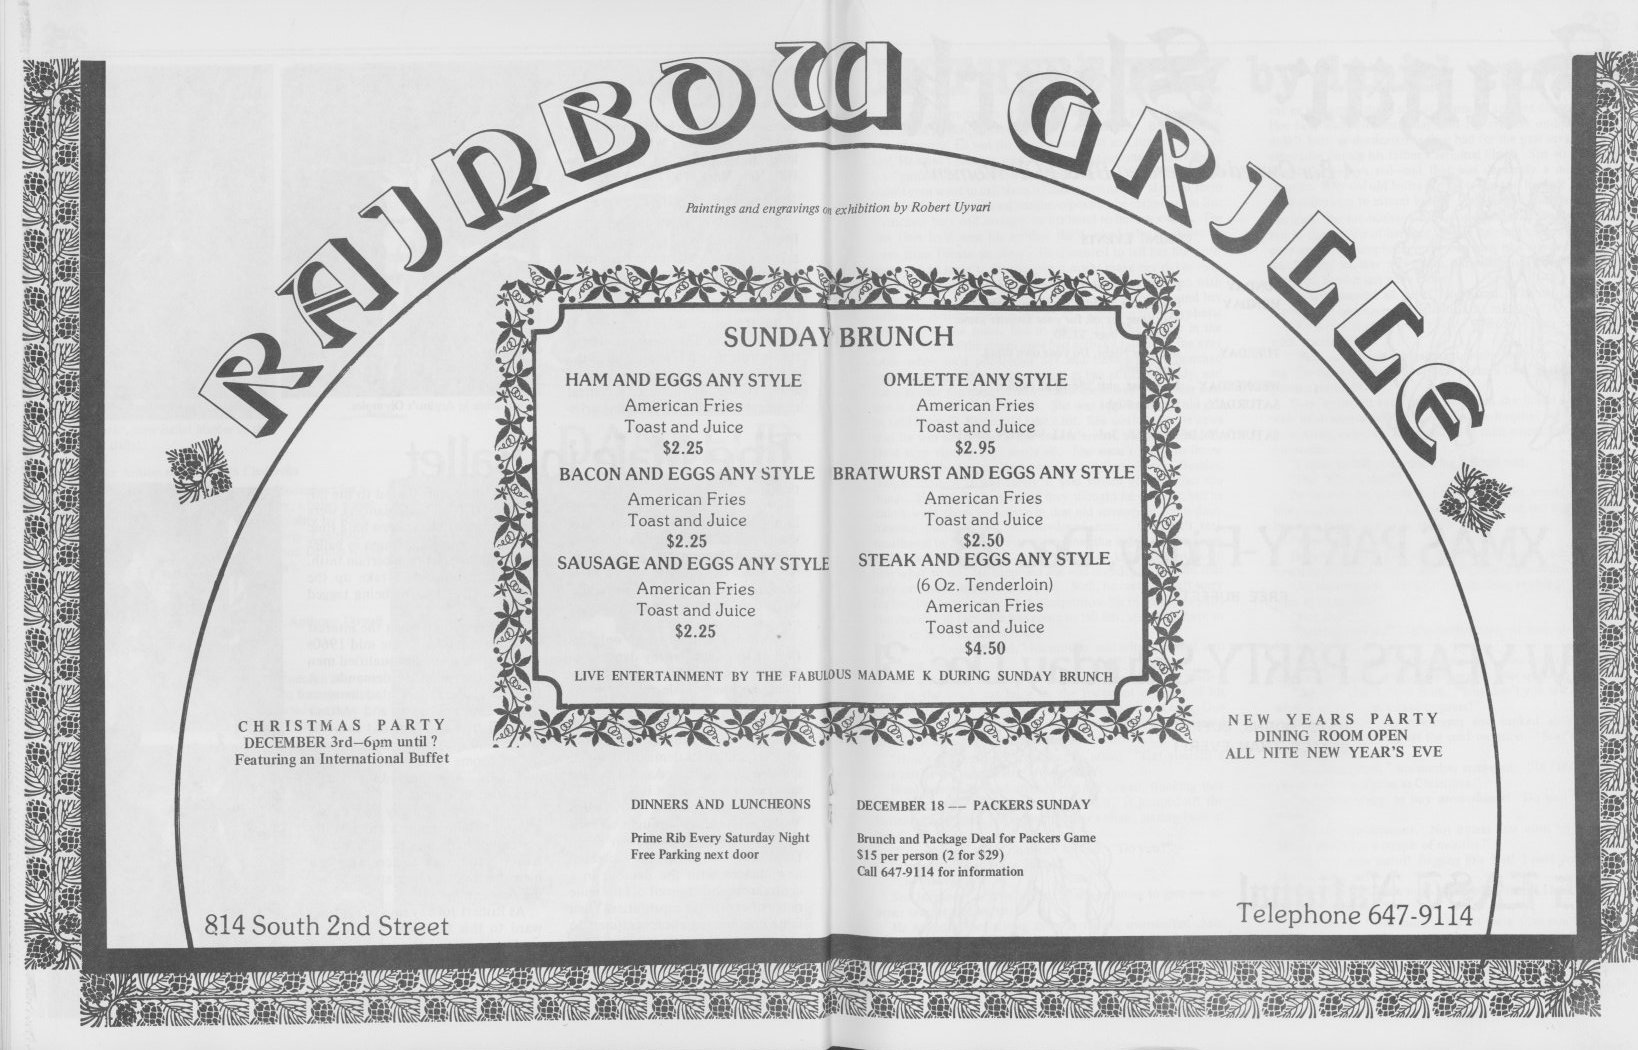 RAINBOW GRILLE
Paintings and engravings on exhibition by Robert Uyvari
SUNDAY BRUNCH
HAM AND EGGS ANY STYLE
American Fries
Toast and Juice
$2.25
BACON AND EGGS ANY STYLE
American Fries
Toast and Juice
$2.25
SAUSAGE AND EGGS ANY STYLE
American Fries
Toast and Juice
$2.25
OMLETTE ANY STYLE
American Fries
Toast and Juice
$2.95
BRATWURST AND EGGS ANY STYLE
American Fries
Toast and Juice
$2.50
STEAK AND EGGS ANY STYLE
(6 Oz. Tenderloin)
American Fries
Toast and Juice
$4.50
LIVE ENTERTAINMENT BY THE FABULOUS MADAME K DURING SUNDAY BRUNCH
CHRISTMAS PARTY
DECEMBER 3rd—6pm until ?
Featuring an International Buffet
NEW YEARS PARTY
DINING ROOM OPEN
ALL NITE NEW YEAR'S EVE
DINNERS AND LUNCHEONS
Prime Rib Every Saturday Night
Free Parking next door
DECEMBER 18 —— PACKERS SUNDAY
Brunch and Package Deal for Packers Game
$15 per person (2 for $29)
Call 647-9114 for information
814 South 2nd Street
Telephone 647-9114